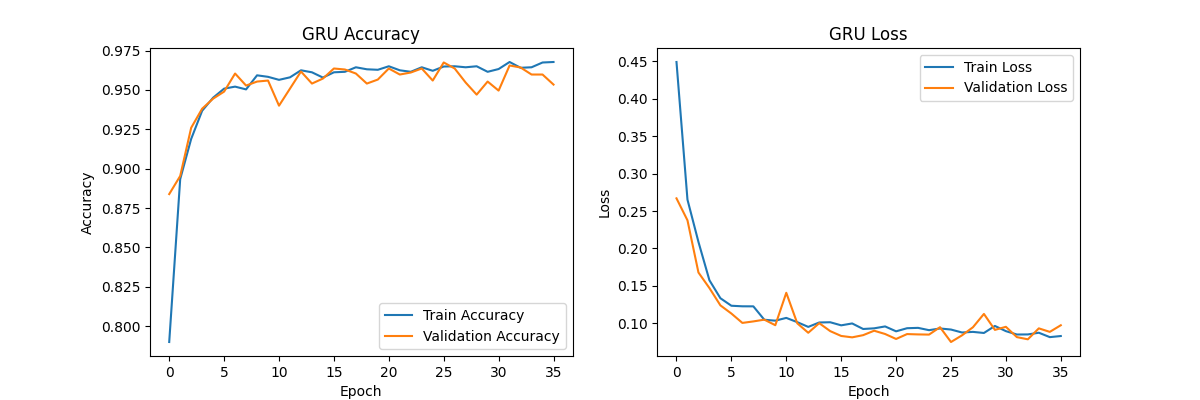 GRU Accuracy
Accuracy
0.975
0.950
0.925
0.900
0.875
0.850
0.825
0.800
0 5 10 15 20 25 30 35
Epoch
Train Accuracy
Validation Accuracy
GRU Loss
Loss
0.45
0.40
0.35
0.30
0.25
0.20
0.15
0.10
0 5 10 15 20 25 30 35
Epoch
Train Loss
Validation Loss